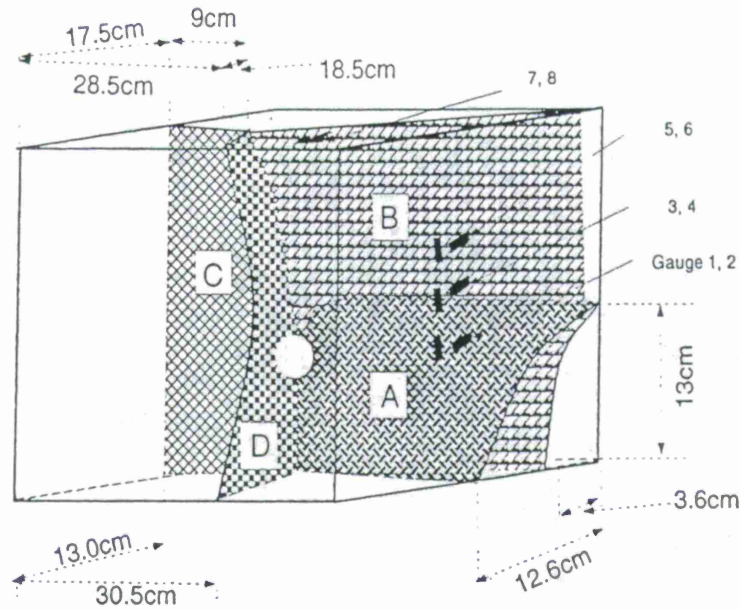 9cm
17.5cm
28.5cm
18.5cm
7, 8
5, 6
3, 4
Gauge 1, 2
B
C
A
D
13cm
3.6cm
12.6cm
13.0cm
30.5cm